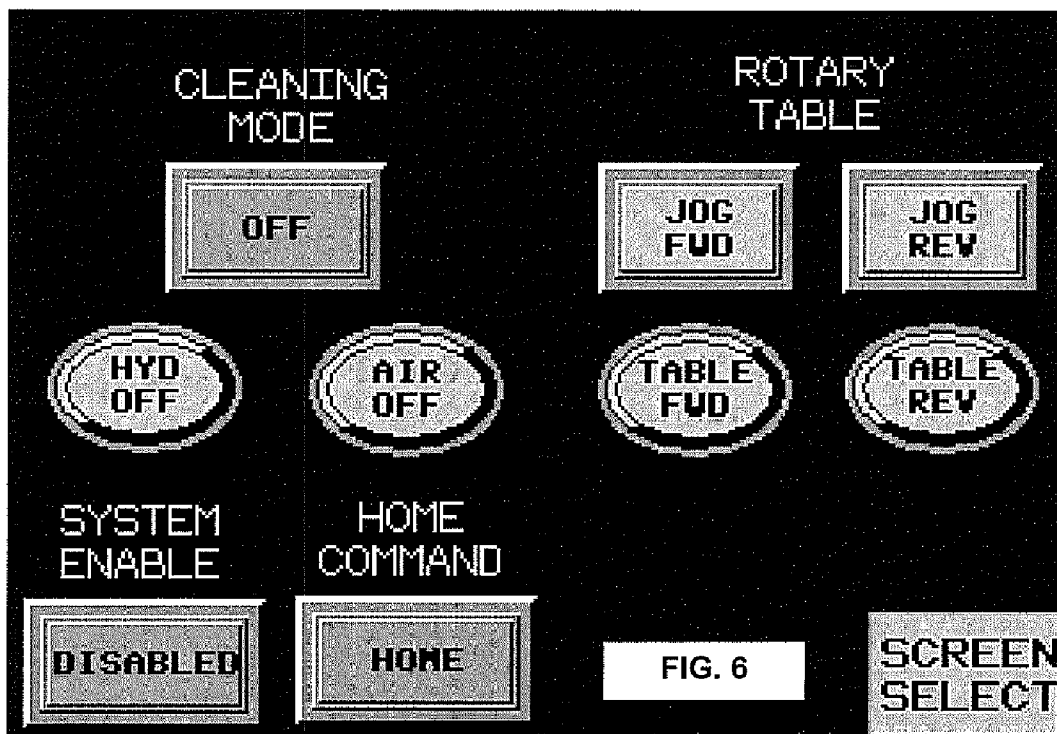 CLEANING
MODE
OFF
ROTARY
TABLE
JOG
FWD
JOG
REV
HYD
OFF
AIR
OFF
TABLE
FWD
TABLE
REV
SYSTEM
ENABLE
DISABLED
HOME
COMMAND
HOME
FIG. 6
SCREEN
SELECT